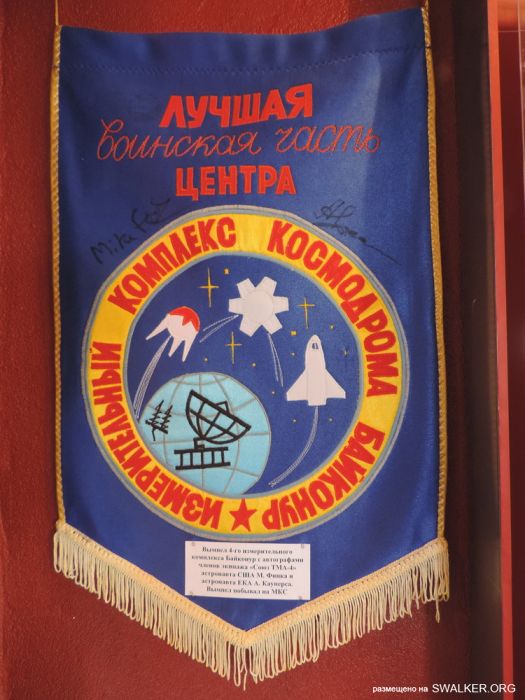 ЛУЧШАЯ
воинская часть
ЦЕНТРА
ИЗМЕРИТЕЛЬНЫЙ КОМПЛЕКС КОСМОДРОМА БАЙКОНУР
Вымпел 4-го измерительного
комплекса Байконур с автографами
членов экипажа «Союз ТМА-4»
астронавта США М. Финка и
астронавта ЕКА А. Кауперса.
Вымпел побывал на МКС
размещено на SWALKER.ORG